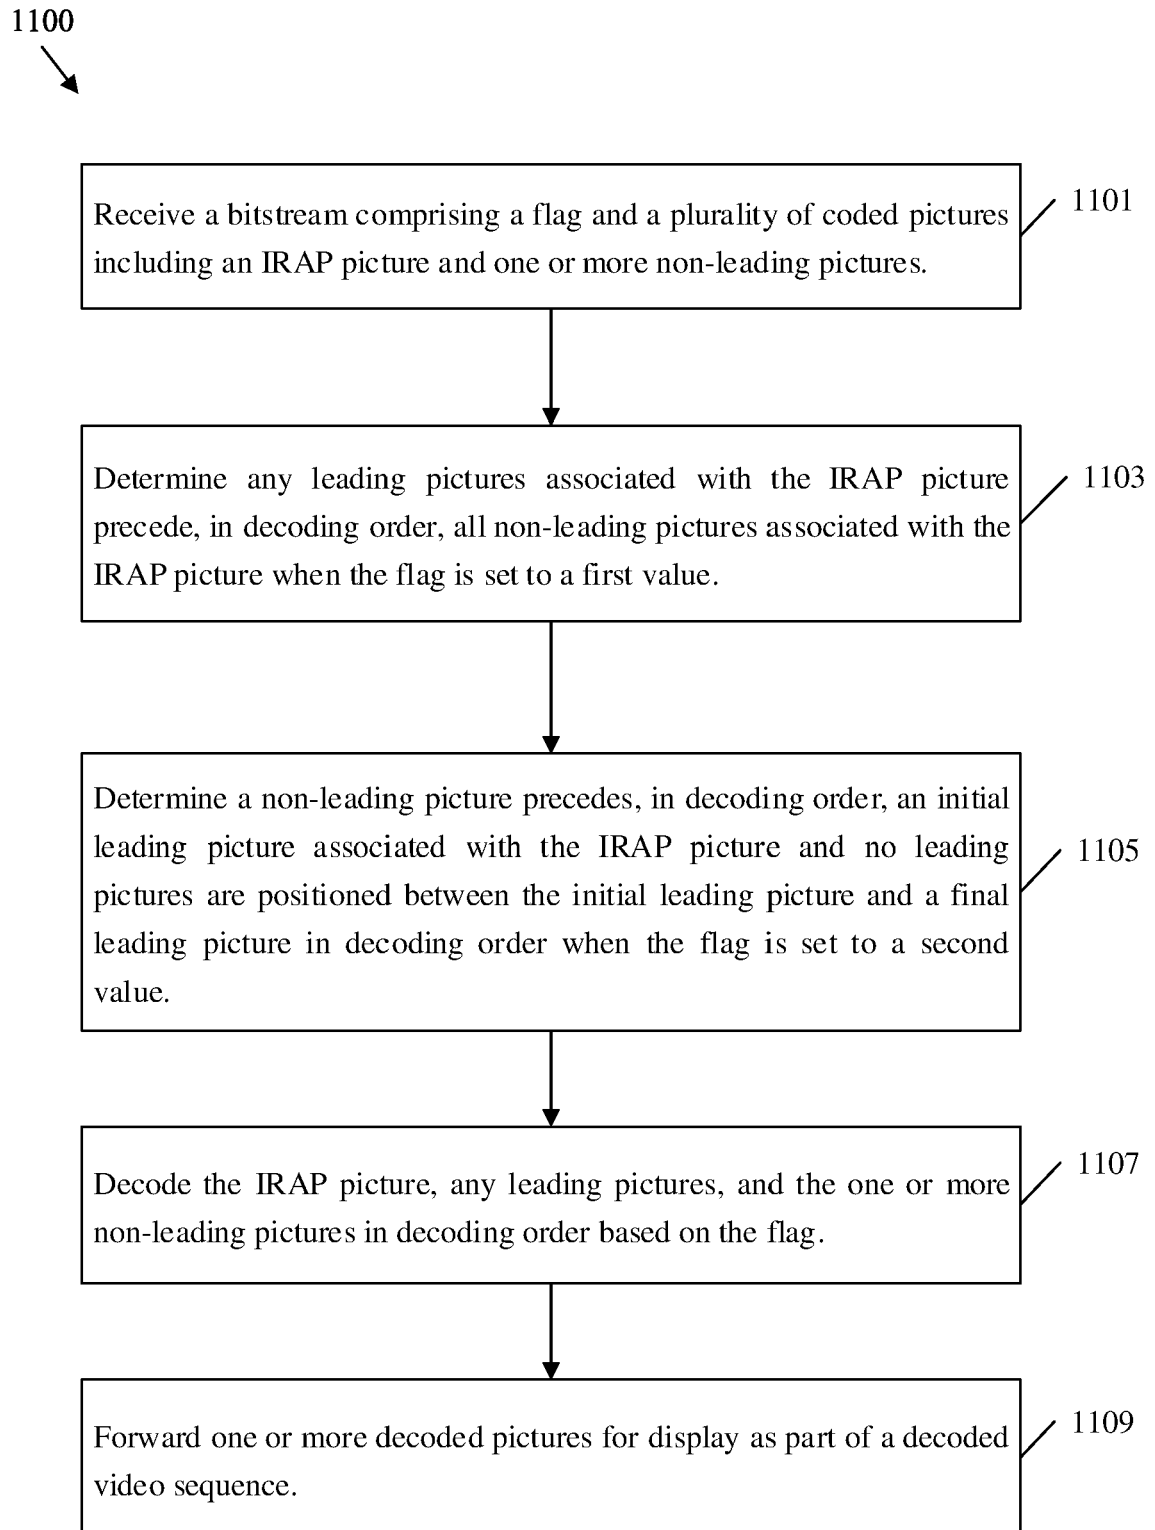 1100
Receive a bitstream comprising a flag and a plurality of coded pictures
including an IRAP picture and one or more non-leading pictures.
1101
Determine any leading pictures associated with the IRAP picture
precede, in decoding order, all non-leading pictures associated with the
IRAP picture when the flag is set to a first value.
1103
Determine a non-leading picture precedes, in decoding order, an initial
leading picture associated with the IRAP picture and no leading
pictures are positioned between the initial leading picture and a final
leading picture in decoding order when the flag is set to a second
value.
1105
Decode the IRAP picture, any leading pictures, and the one or more
non-leading pictures in decoding order based on the flag.
1107
Forward one or more decoded pictures for display as part of a decoded
video sequence.
1109